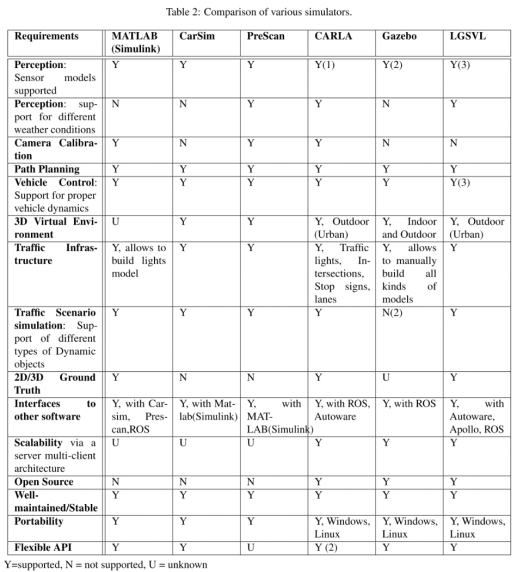 Table 2: Comparison of various simulators.
Requirements MATLAB (Simulink) CarSim PreScan CARLA Gazebo LGSVL
Perception: Sensor models supported Y Y Y Y(1) Y(2) Y(3)
Perception: support for different weather conditions N N Y Y N Y
Camera Calibration Y N Y Y N N
Path Planning Y Y Y Y Y Y
Vehicle Control: Support for proper vehicle dynamics Y Y Y Y Y Y(3)
3D Virtual Environment U Y Y Y, Outdoor (Urban) Y, Indoor and Outdoor Y, Outdoor (Urban)
Traffic Infrastructure Y, allows to build lights model Y Y Y, Traffic lights, Intersections, Stop signs, lanes Y, allows to manually build all kinds of models Y
Traffic Scenario simulation: Support of different types of Dynamic objects Y Y Y Y N(2) Y
2D/3D Ground Truth Y N N Y U Y
Interfaces to other software Y, with Carsim, Prescan,ROS Y, with Matlab(Simulink) Y, with MATLAB(Simulink) Y, with ROS, Autoware Y, with ROS Y, with Autoware, Apollo, ROS
Scalability via a server multi-client architecture U U U Y Y Y
Open Source N N N Y Y Y
Well-maintained/Stable Y Y Y Y Y Y
Portability Y Y Y Y, Windows, Linux Y, Windows, Linux Y, Windows, Linux
Flexible API Y Y U Y (2) Y Y
Y=supported, N = not supported, U = unknown